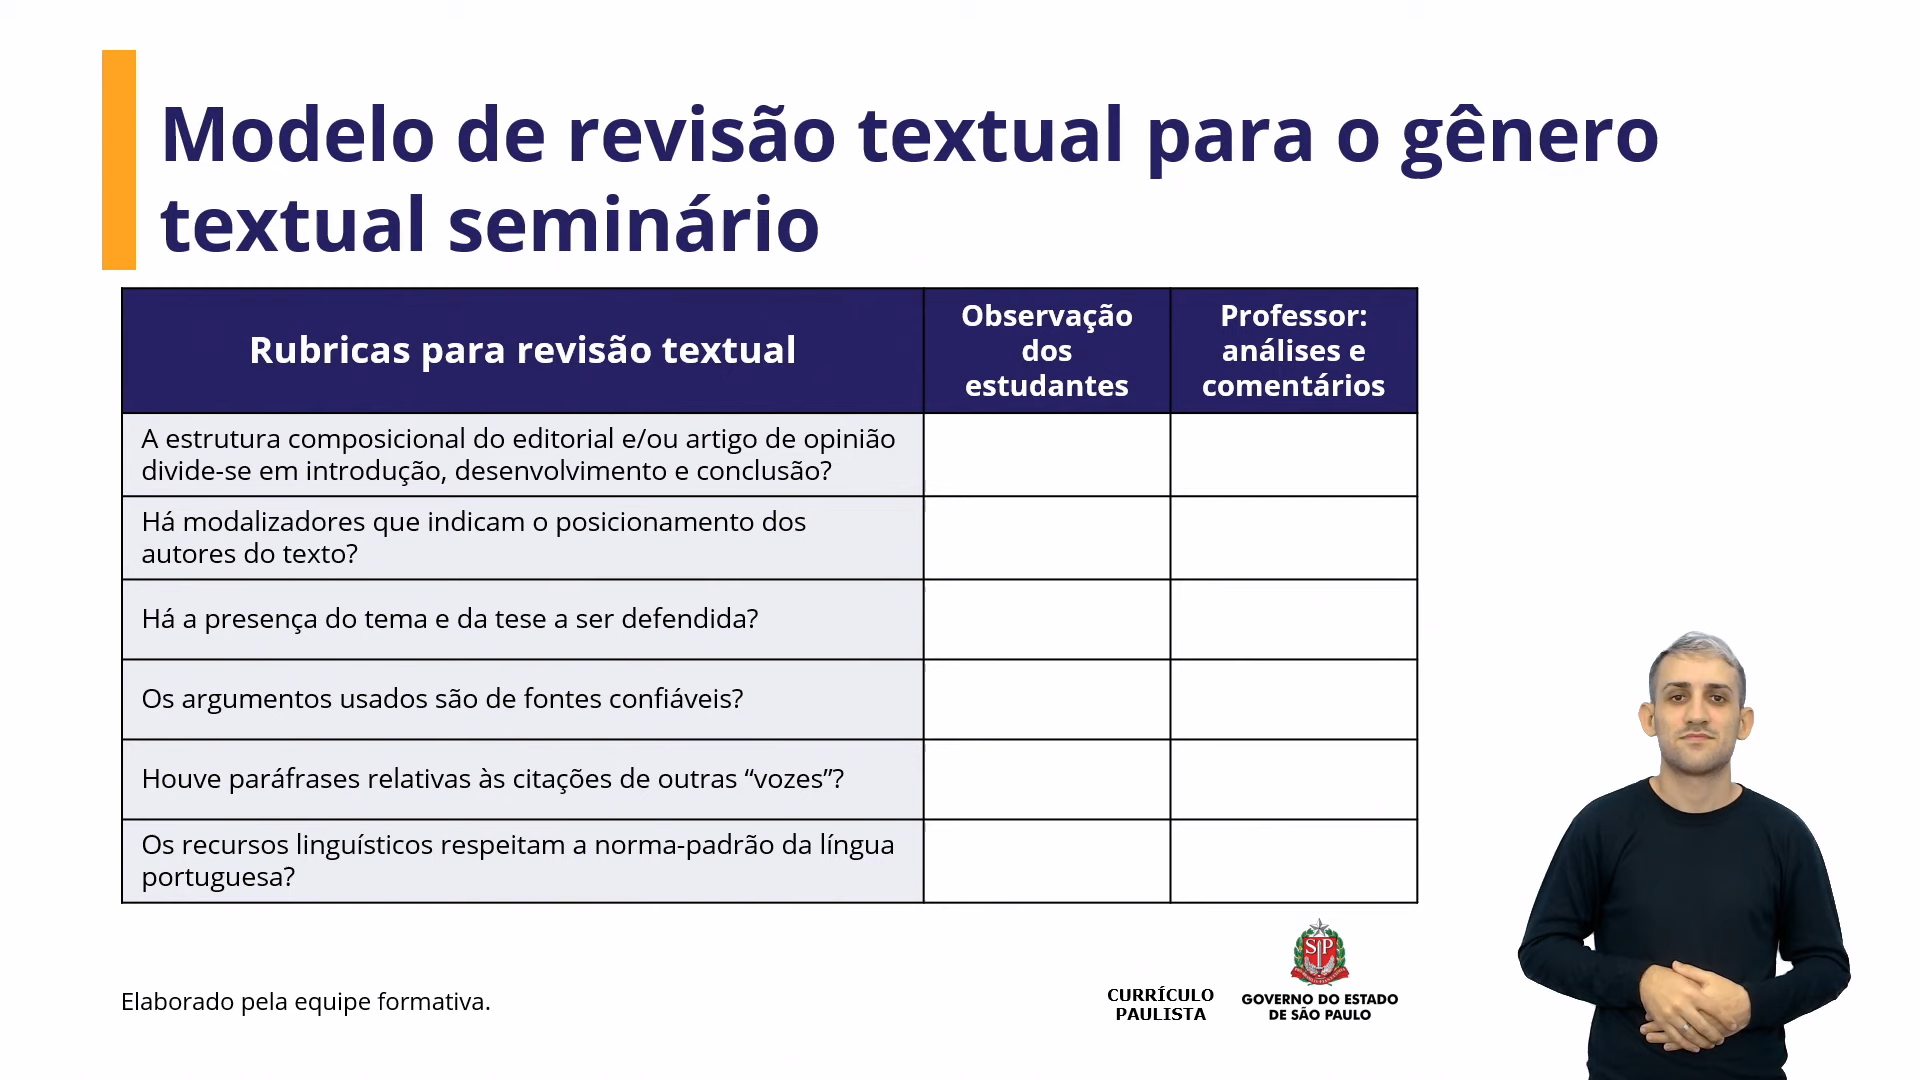 Modelo de revisão textual para o gênero
textual seminário
Rubricas para revisão textual
Observação
dos
estudantes
Professor:
análises e
comentários
A estrutura composicional do editorial e/ou artigo de opinião
divide-se em introdução, desenvolvimento e conclusão?
Há modalizadores que indicam o posicionamento dos
autores do texto?
Há a presença do tema e da tese a ser defendida?
Os argumentos usados são de fontes confiáveis?
Houve paráfrases relativas às citações de outras “vozes”?
Os recursos linguísticos respeitam a norma-padrão da língua
portuguesa?
Elaborado pela equipe formativa.
CURRÍCULO
PAULISTA
SP
GOVERNO DO ESTADO
DE SÃO PAULO